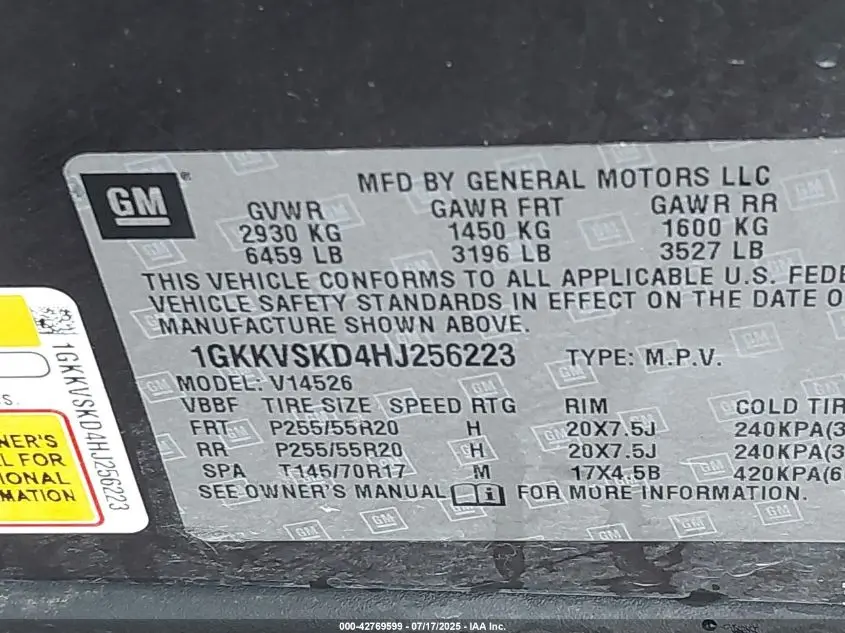 GM
MFD BY GENERAL MOTORS LLC
GVWR GAWR FRT GAWR RR
2930 KG 1450 KG 1600 KG
6459 LB 3196 LB 3527 LB
THIS VEHICLE CONFORMS TO ALL APPLICABLE U.S. FEDE
VEHICLE SAFETY STANDARDS IN EFFECT ON THE DATE O
MANUFACTURE SHOWN ABOVE.
1GKKVSKD4HJ256223 TYPE: M.P.V.
MODEL: V14526
VBBF TIRE SIZE SPEED RTG RIM COLD TIR
FRT P255/55R20 H 20X7.5J 240KPA(3
RR P255/55R20 H 20X7.5J 240KPA(3
SPA T145/70R17 M 17X4.5B 420KPA(6
SEE OWNER'S MANUAL FOR MORE INFORMATION.
1GKKVSKD4HJ256223
S.
NER'S
L FOR
IONAL
MATION
000-42769599 - 07/17/2025 - IAA Inc.